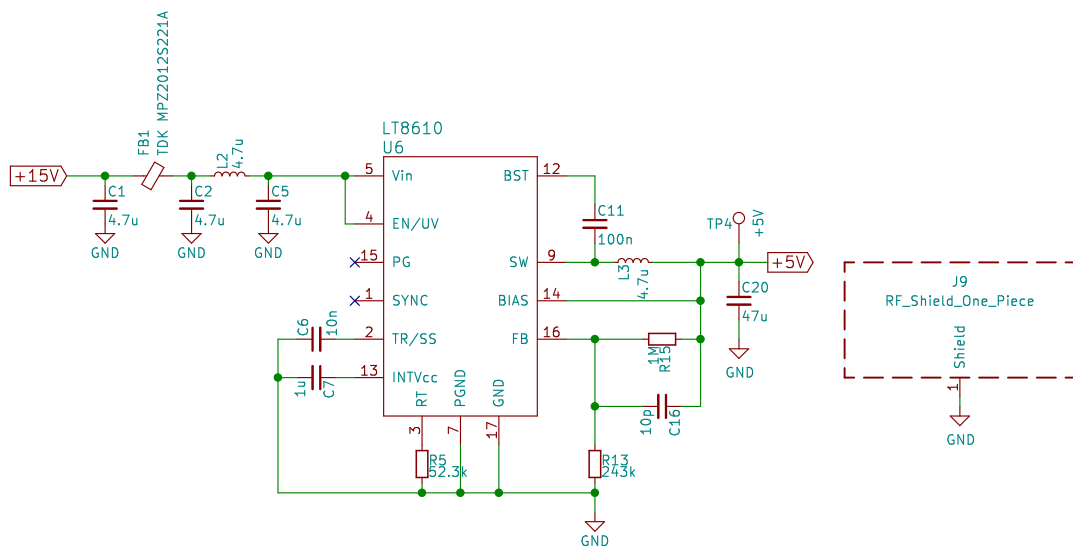 TDK MPZ2012S221A
FB1
+15V
C1
4.7u
GND
C2
4.7u
GND
L2
4.7u
C5
4.7u
GND
LT8610
U6
5
Vin
4
EN/UV
15
PG
1
SYNC
2
TR/SS
13
INTVcc
RT
3
PGND
7
GND
17
12
BST
9
SW
14
BIAS
16
FB
C6
10n
1u
C7
R5
52.3k
C11
100n
L3
4.7u
TP4
+5V
+5V
C20
47u
GND
1M
R15
10p
C16
R13
243k
GND
J9
RF_Shield_One_Piece
Shield
1
GND